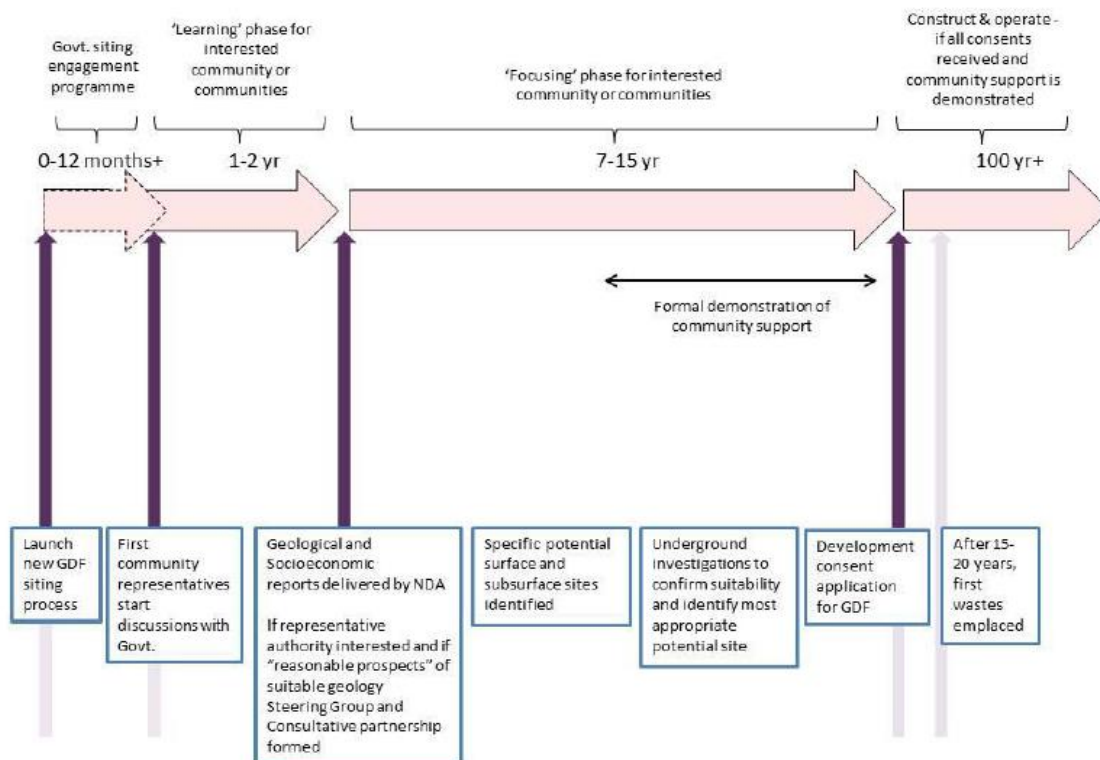 Govt. siting
engagement
programme
'Learning' phase for
interested
community or
communities
'Focusing' phase for interested
community or communities
Construct & operate -
if all consents
received and
community support is
demonstrated
0-12 months+
1-2 yr
7-15 yr
100 yr+
Formal demonstration of
community support
Launch
new GDF
siting
process
First
community
representatives
start
discussions with
Govt.
Geological and
Socioeconomic
reports delivered by NDA
If representative
authority interested and if
"reasonable prospects" of
suitable geology
Steering Group and
Consultative partnership
formed
Specific potential
surface and
subsurface sites
identified
Underground
investigations to
confirm suitability
and identify most
appropriate
potential site
Development
consent
application
for GDF
After 15-
20 years,
first
wastes
emplaced